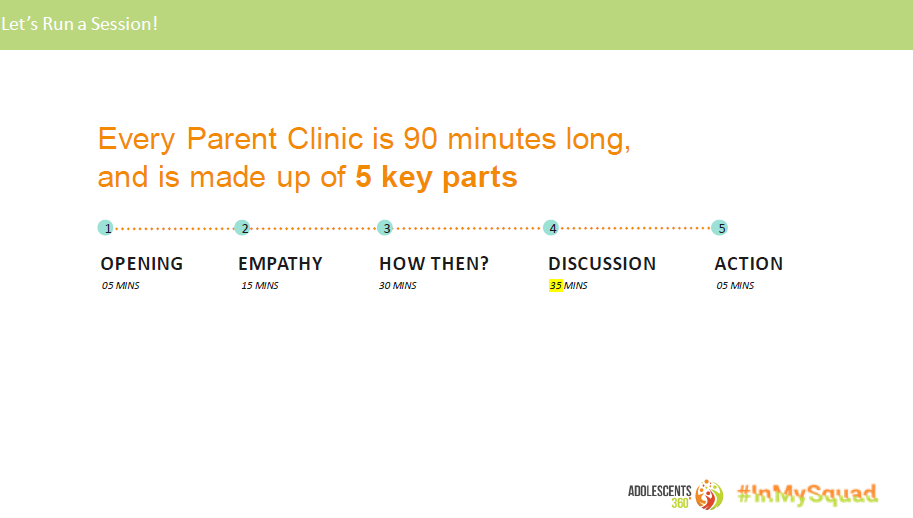 Let's Run a Session!
Every Parent Clinic is 90 minutes long,
and is made up of 5 key parts
1 2 3 4 5
OPENING EMPATHY HOW THEN? DISCUSSION ACTION
05 MINS 15 MINS 30 MINS 35 MINS 05 MINS
ADOLESCENTS
360°
#InMySquad